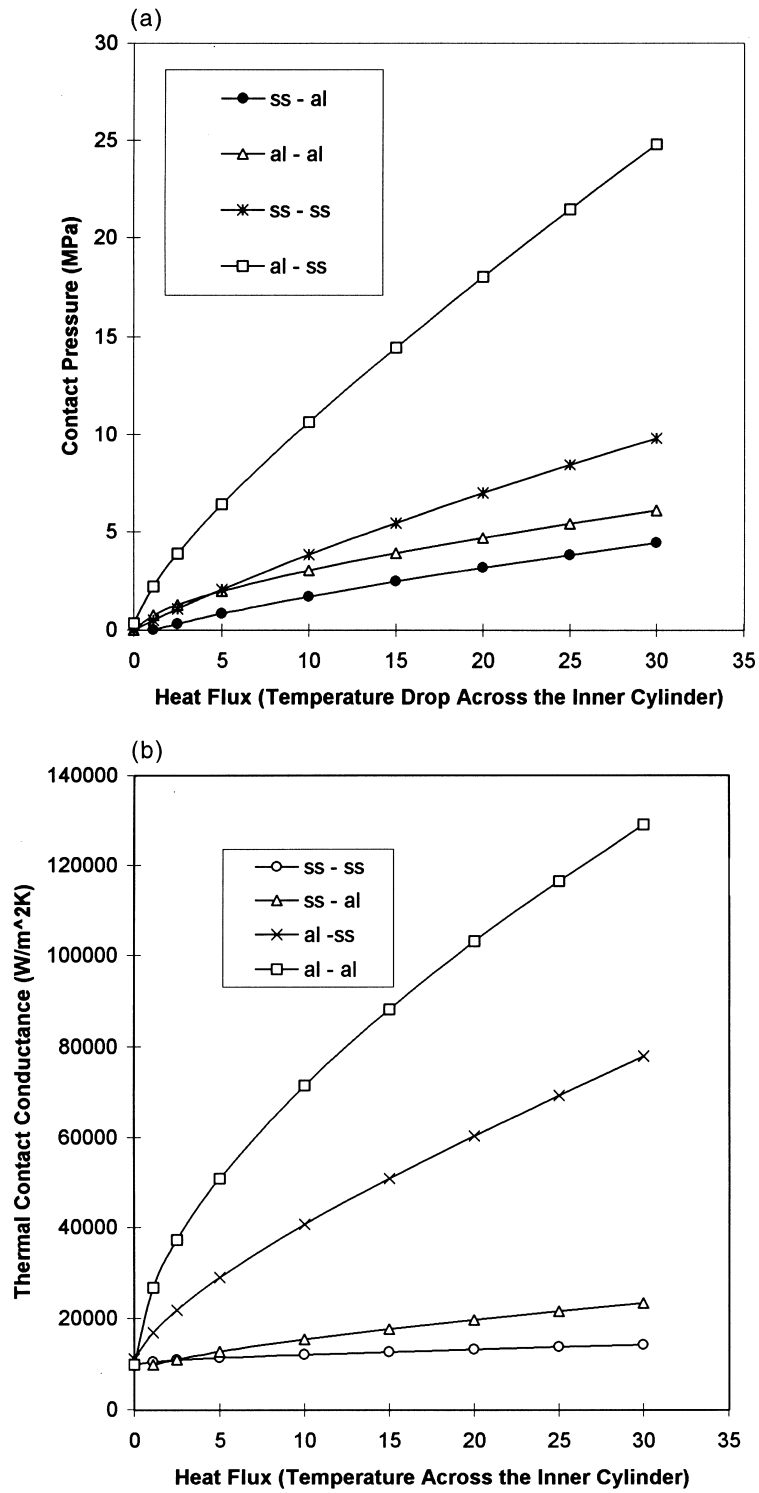 (a)
30
25
20
15
10
5
0
Contact Pressure (MPa)
ss - al
al - al
ss - ss
al - ss
0 5 10 15 20 25 30 35
Heat Flux (Temperature Drop Across the Inner Cylinder)
(b)
140000
120000
100000
80000
60000
40000
20000
0
Thermal Contact Conductance (W/m^2K)
ss - ss
ss - al
al -ss
al - al
0 5 10 15 20 25 30 35
Heat Flux (Temperature Across the Inner Cylinder)